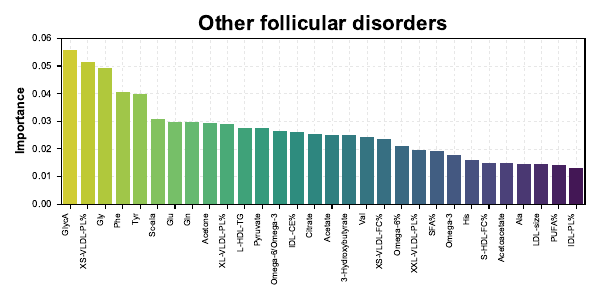 Other follicular disorders
Importance
0.06
0.05
0.04
0.03
0.02
0.01
0.00
GlycA
XS-VLDL-PL%
Gly
Phe
Tyr
Glu
Gln
Acetone
XL-VLDL-PL%
L-HDL-TG
Pyruvate
Omega-6/Omega-3
IDL-CE%
Citrate
Acetate
3-Hydroxybutyrate
Val
XS-VLDL-FC%
Omega-6%
XXL-VLDL-PL%
SFA%
Omega-3
His
S-HDL-FC%
Acetoacetate
Ala
LDL-size
PUFA%
IDL-PL%